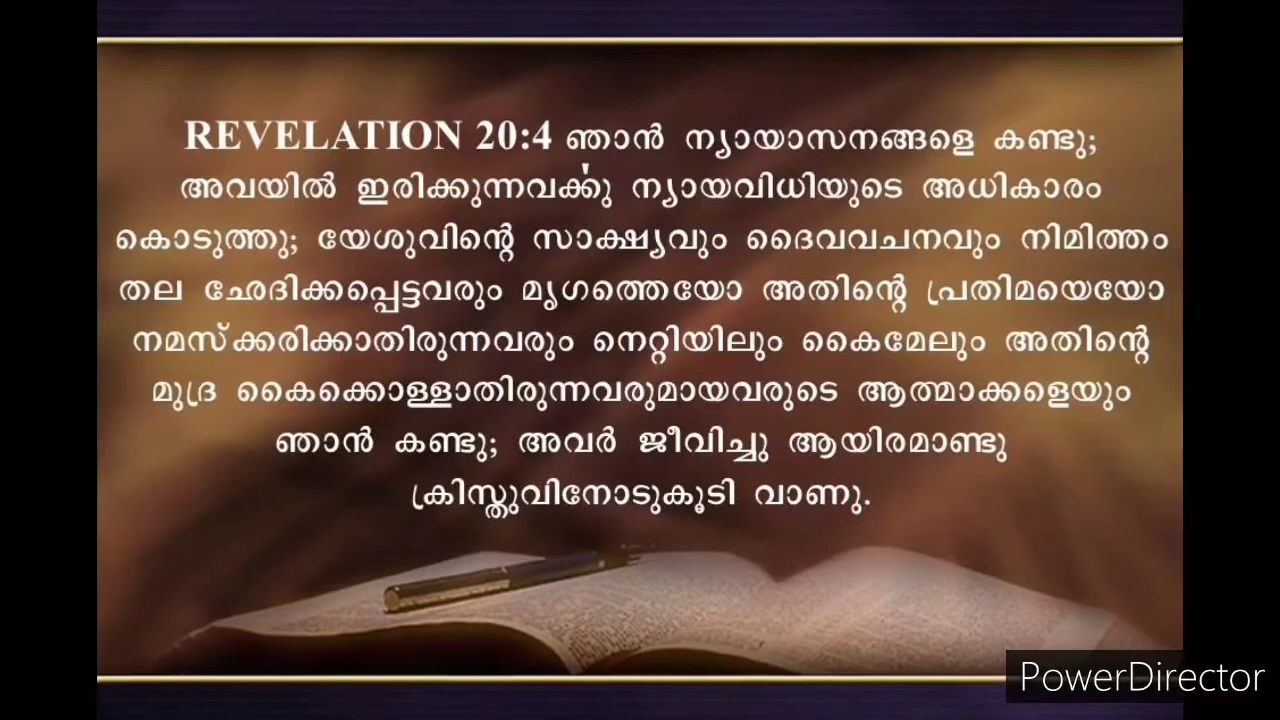 REVELATION 20:4 ഞാൻ ന്യായാസനങ്ങളെ കണ്ടു;
അവയിൽ ഇരിക്കുന്നവൎക്കു ന്യായവിധിയുടെ അധികാരം
കൊടുത്തു; യേശുവിന്റെ സാക്ഷ്യവും ദൈവവചനവും നിമിത്തം
തല ഛേദിക്കപ്പെട്ടവരും മൃഗത്തെയോ അതിന്റെ പ്രതിമയെയോ
നമസ്ക്കരിക്കാതിരുന്നവരും നെറ്റിയിലും കൈമേലും അതിന്റെ
മുദ്ര കൈക്കൊള്ളാതിരുന്നവരുമായവരുടെ ആത്മാക്കളെയും
ഞാൻ കണ്ടു; അവർ ജീവിച്ചു ആയിരമാണ്ടു
ക്രിസ്തുവിനോടുകൂടി വാണു.
PowerDirector